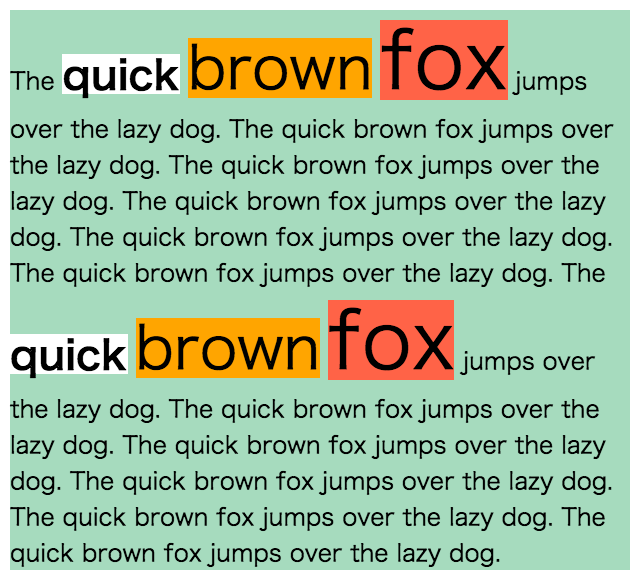 The quick brown fox jumps
over the lazy dog. The quick brown fox jumps over
the lazy dog. The quick brown fox jumps over the
lazy dog. The quick brown fox jumps over the lazy
dog. The quick brown fox jumps over the lazy dog.
The quick brown fox jumps over the lazy dog. The
quick brown fox jumps over
the lazy dog. The quick brown fox jumps over the
lazy dog. The quick brown fox jumps over the lazy
dog. The quick brown fox jumps over the lazy dog.
The quick brown fox jumps over the lazy dog. The
quick brown fox jumps over the lazy dog.